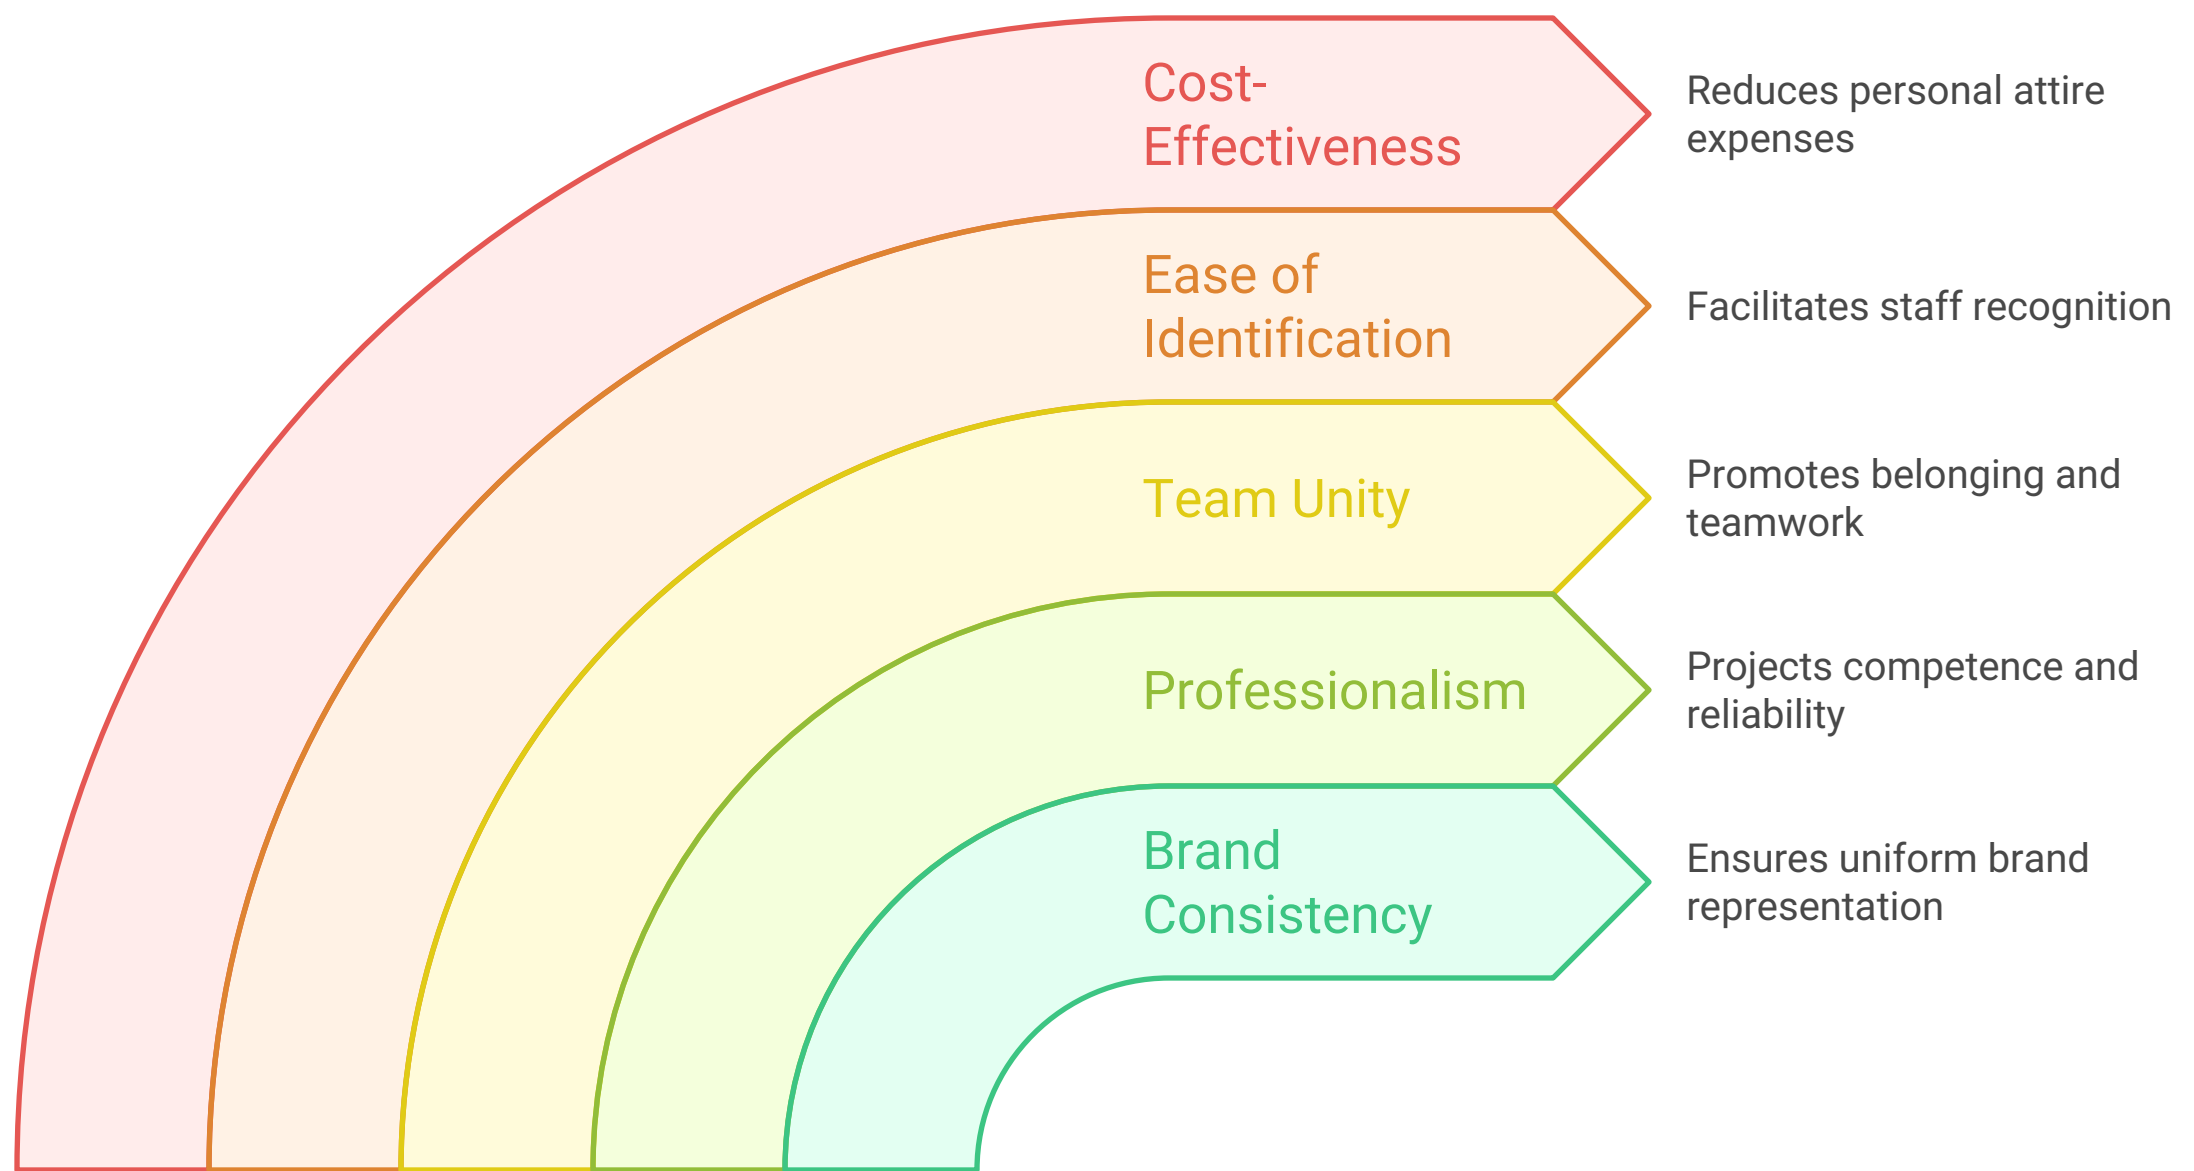 Cost-
Effectiveness
Reduces personal attire
expenses
Ease of
Identification
Facilitates staff recognition
Team Unity
Promotes belonging and
teamwork
Professionalism
Projects competence and
reliability
Brand
Consistency
Ensures uniform brand
representation